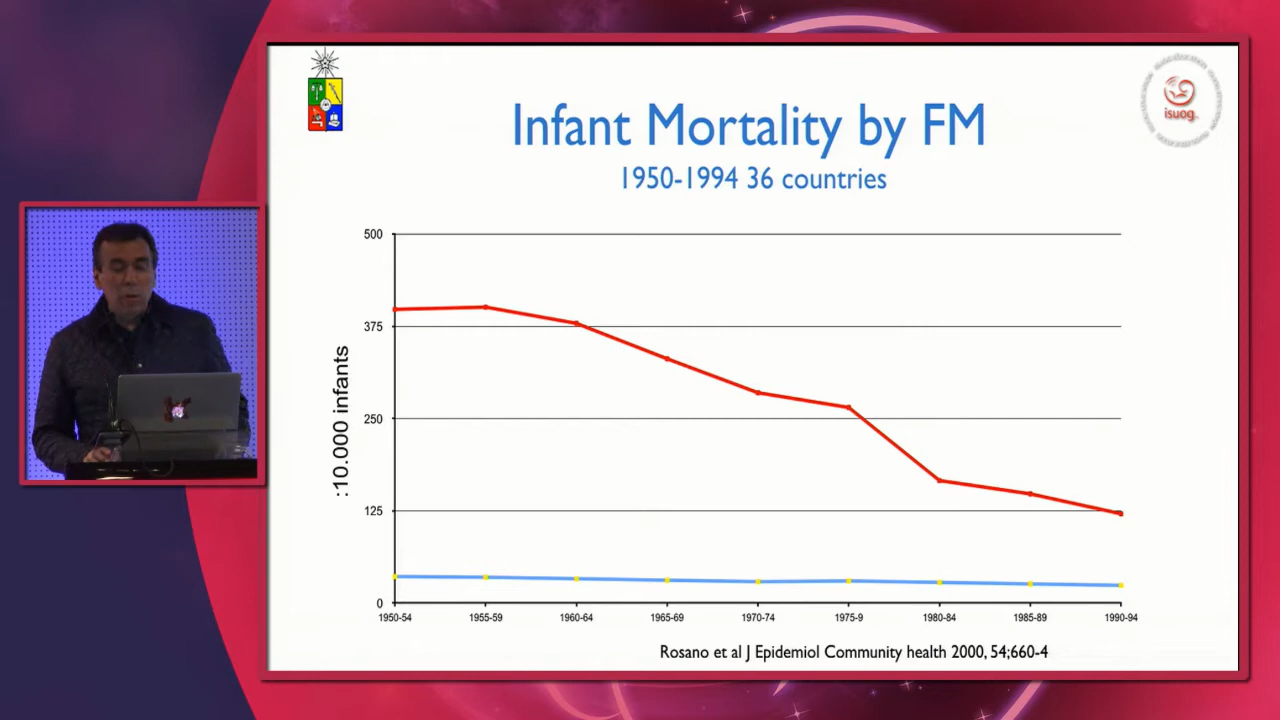 Infant Mortality by FM
1950-1994 36 countries
isuog
500
375
250
125
0
:10.000 infants
1950-54
1955-59
1960-64
1965-69
1970-74
1975-9
1980-84
1985-89
1990-94
Rosano et al J Epidemiol Community health 2000, 54;660-4